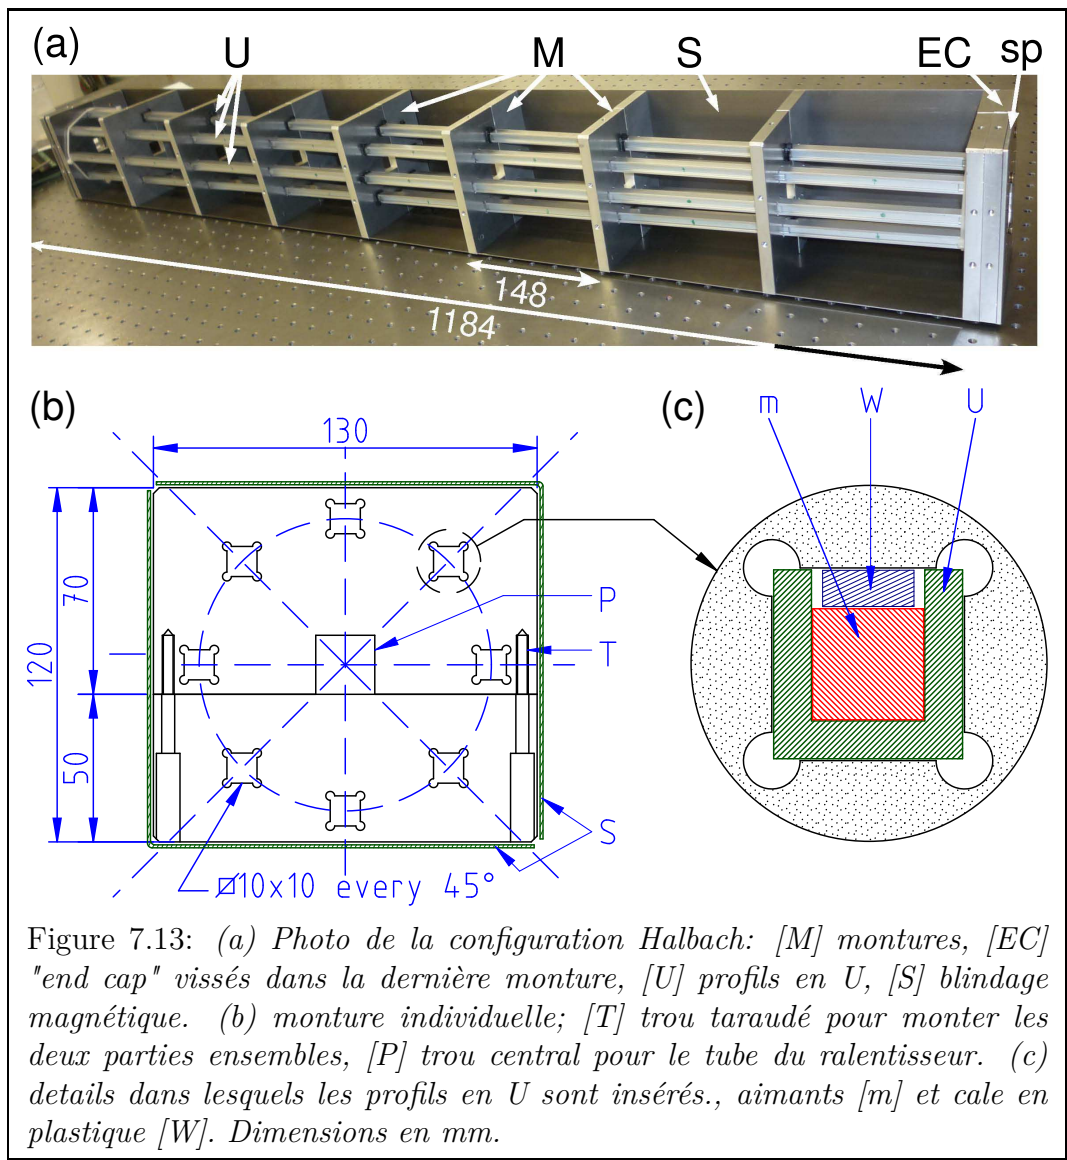 (a)
U
M
S
EC
sp
148
1184
(b)
(c)
130
m
W
U
120
70
50
P
T
S
10x10 every 45°
Figure 7.13: (a) Photo de la configuration Halbach: [M] montures, [EC]
"end cap" vissés dans la dernière monture, [U] profils en U, [S] blindage
magnétique. (b) monture individuelle; [T] trou taraudé pour monter les
deux parties ensembles, [P] trou central pour le tube du ralentisseur. (c)
details dans lesquels les profils en U sont insérés., aimants [m] et cale en
plastique [W]. Dimensions en mm.